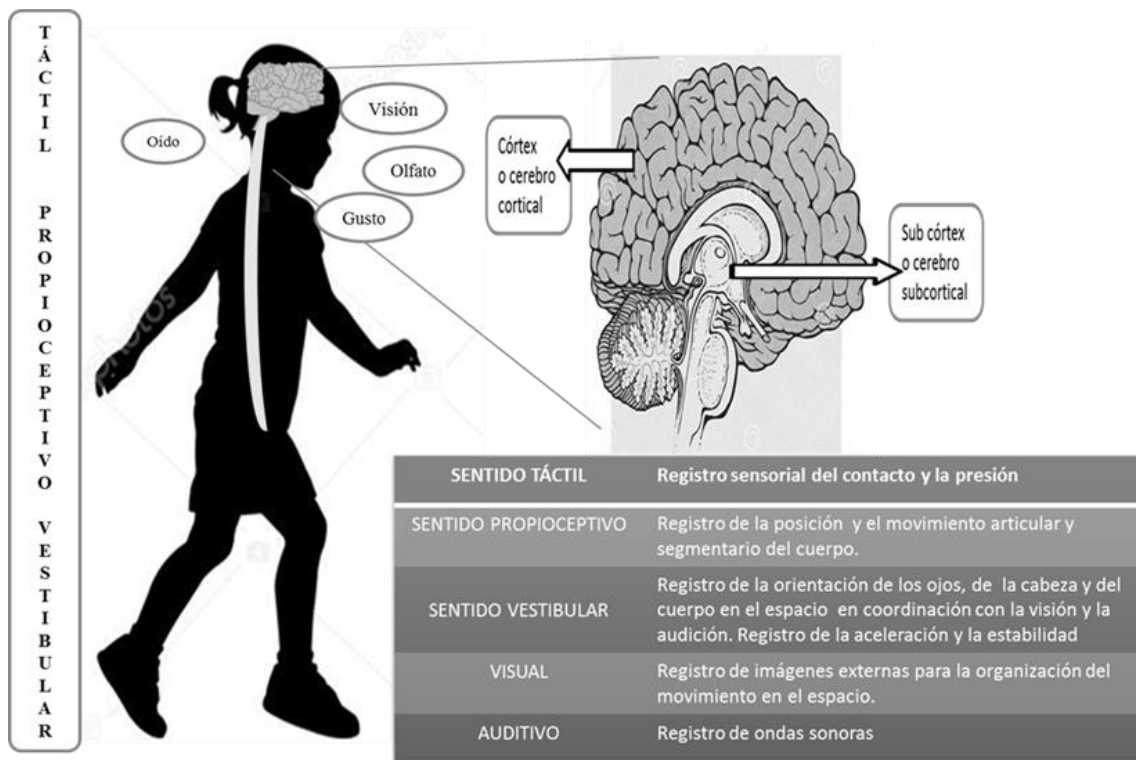 TÁCTIL PROPIOCEPTIVO VESTIBULAR
Oído
Visión
Olfato
Gusto
Córtex
o cerebro
cortical
Sub córtex
o cerebro
subcortical
SENTIDO TÁCTIL
Registro sensorial del contacto y la presión
SENTIDO PROPIOCEPTIVO
Registro de la posición y el movimiento articular y
segmentario del cuerpo.
SENTIDO VESTIBULAR
Registro de la orientación de los ojos, de la cabeza y del
cuerpo en el espacio en coordinación con la visión y la
audición. Registro de la aceleración y la estabilidad
VISUAL
Registro de imágenes externas para la organización del
movimiento en el espacio.
AUDITIVO
Registro de ondas sonoras